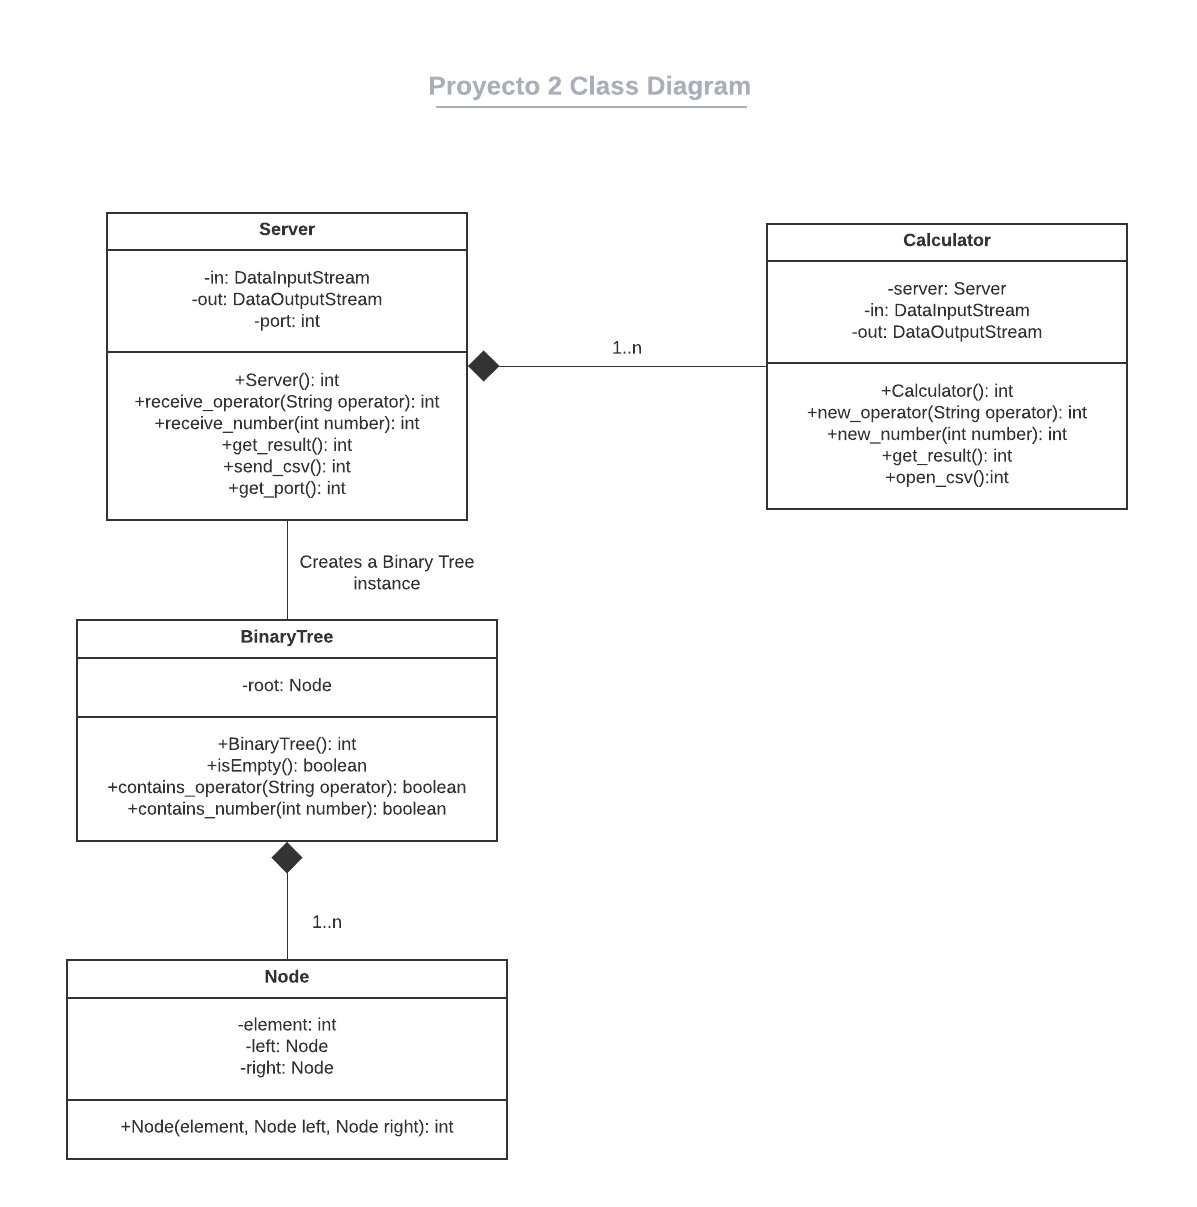 Proyecto 2 Class Diagram
Server
-in: DataInputStream
-out: DataOutputStream
-port: int
+Server(): int
+receive_operator(String operator): int
+receive_number(int number): int
+get_result(): int
+send_csv(): int
+get_port(): int
1..n
Calculator
-server: Server
-in: DataInputStream
-out: DataOutputStream
+Calculator(): int
+new_operator(String operator): int
+new_number(int number): int
+get_result(): int
+open_csv():int
Creates a Binary Tree
instance
BinaryTree
-root: Node
+BinaryTree(): int
+isEmpty(): boolean
+contains_operator(String operator): boolean
+contains_number(int number): boolean
1..n
Node
-element: int
-left: Node
-right: Node
+Node(element, Node left, Node right): int